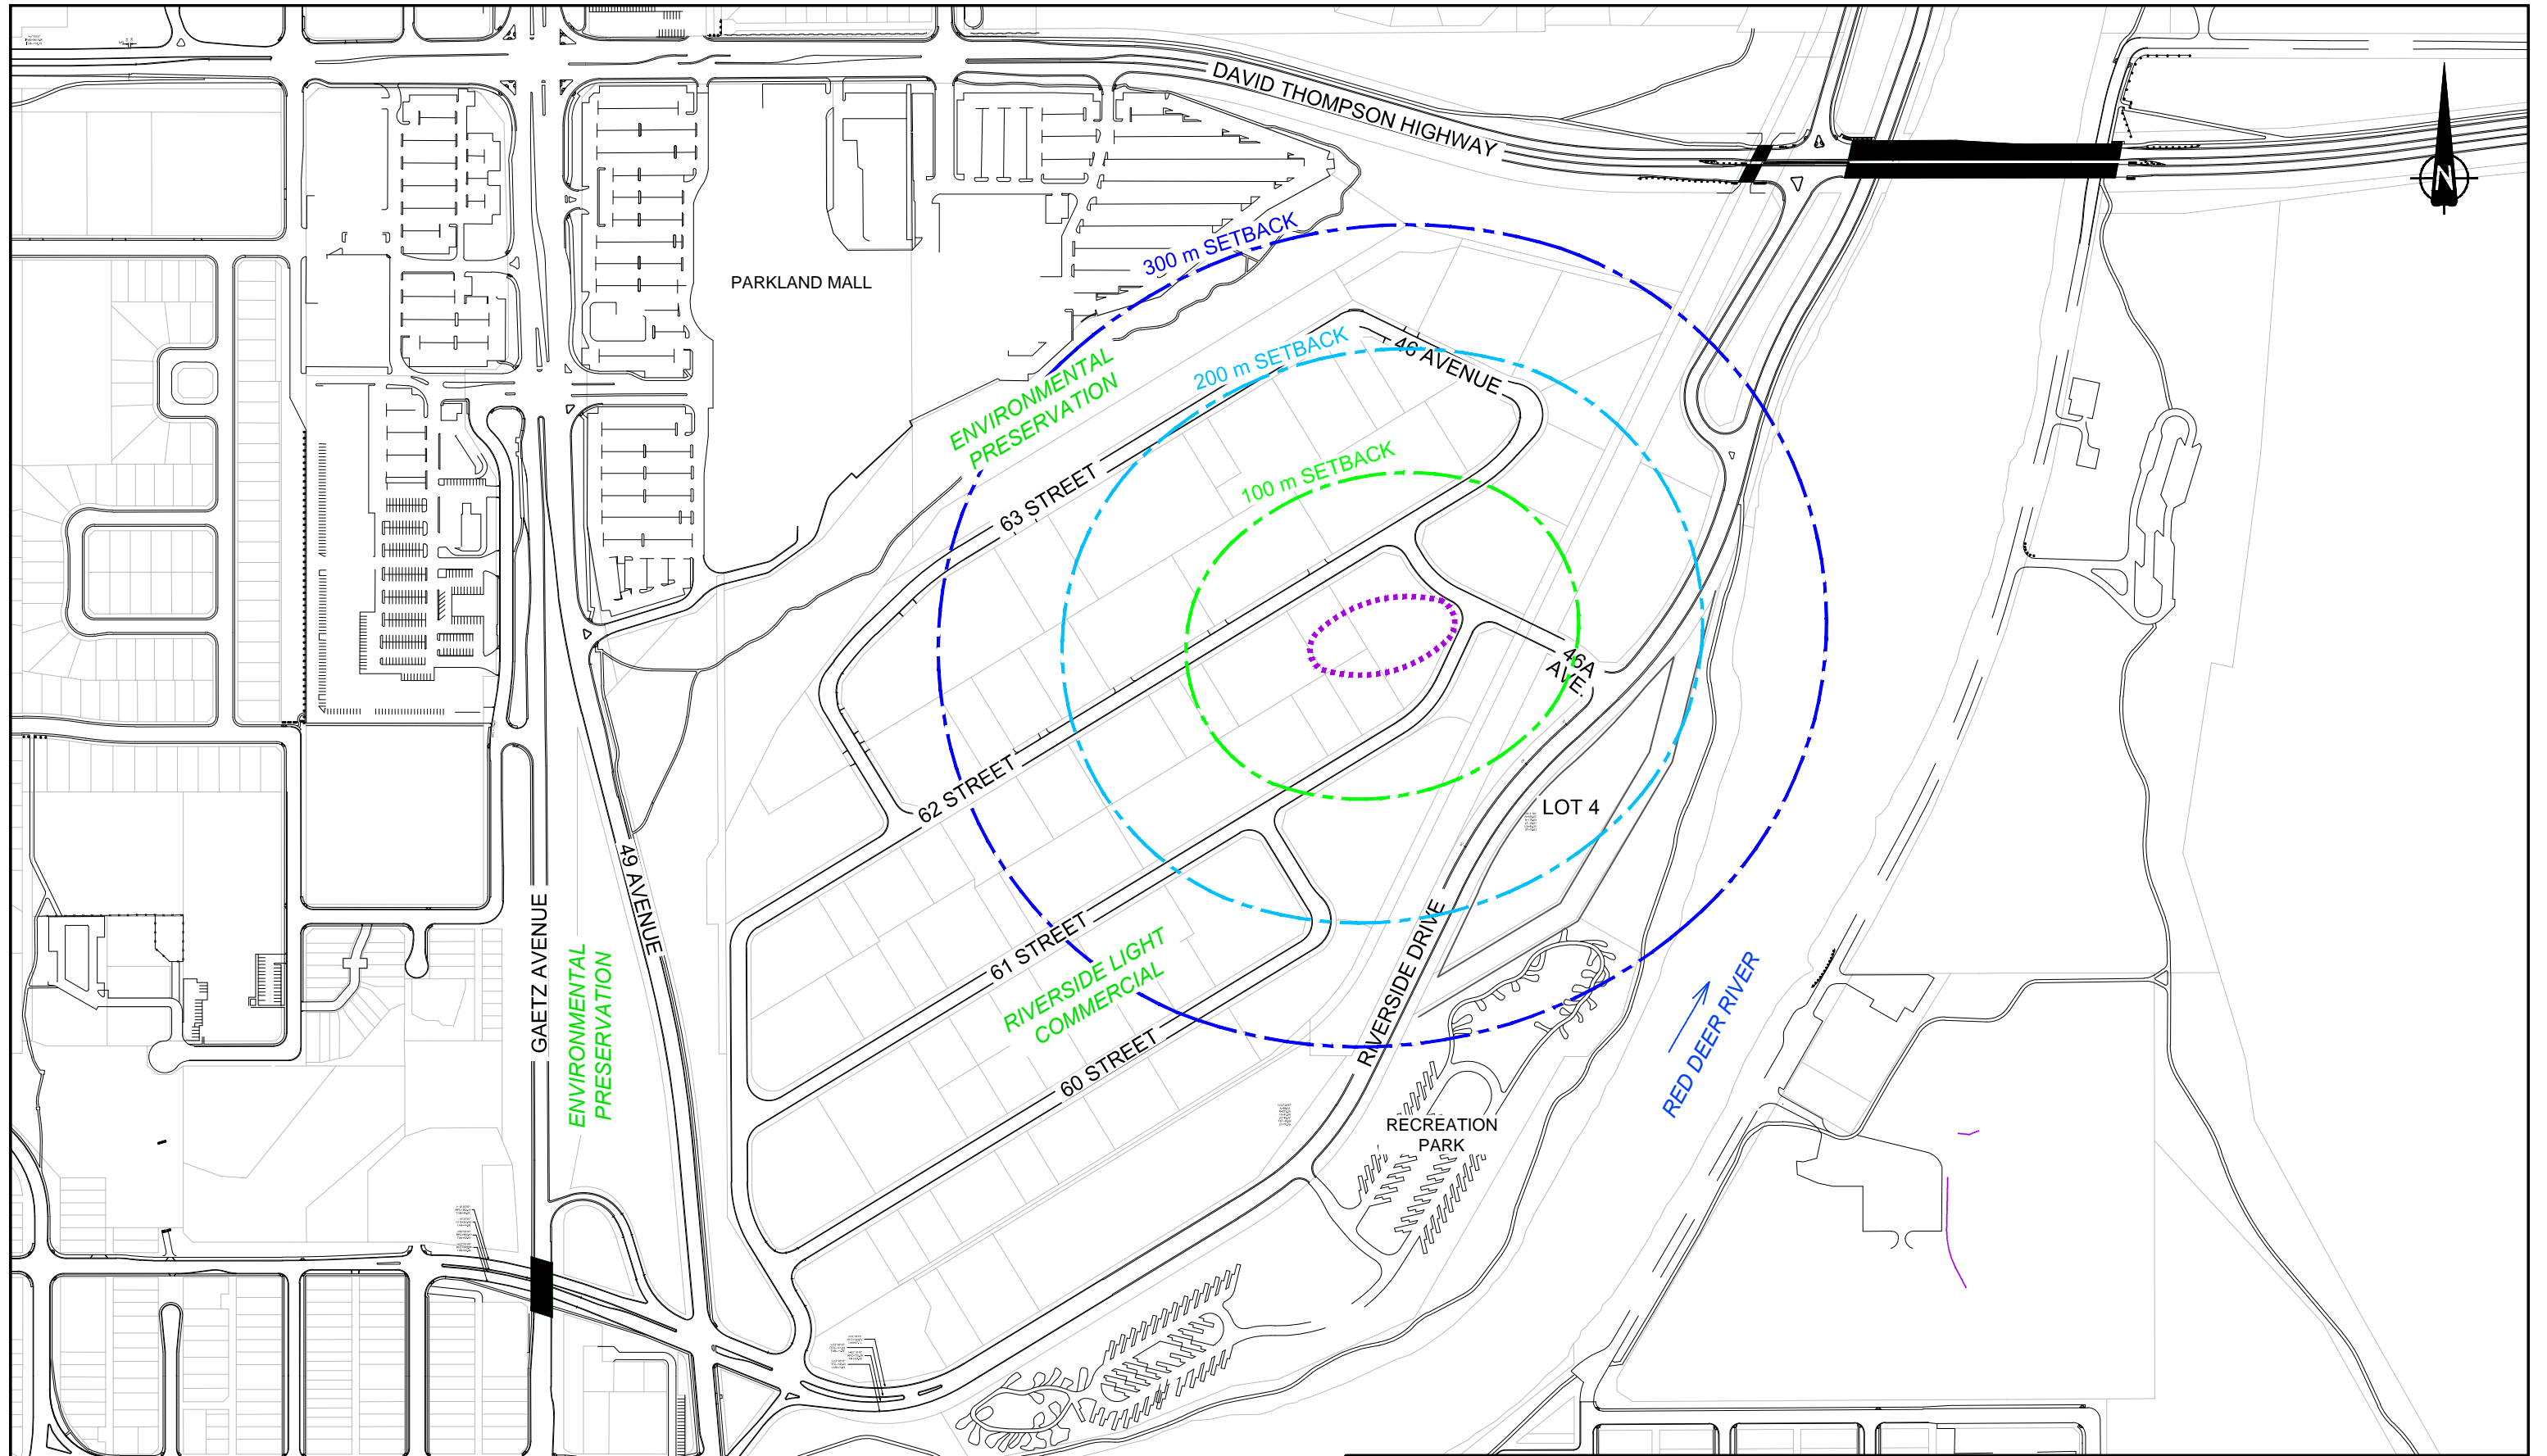 DAVID THOMPSON HIGHWAY
N
300 m SETBACK
PARKLAND MALL
46 AVENUE
200 m SETBACK
ENVIRONMENTAL
PRESERVATION
100 m SETBACK
63 STREET
46A
AVE.
62 STREET
LOT 4
49 AVENUE
GAETZ AVENUE
61 STREET
RIVERSIDE LIGHT
COMMERCIAL
RIVERSIDE DRIVE
ENVIRONMENTAL
PRESERVATION
RED DEER RIVER
60 STREET
RECREATION
PARK